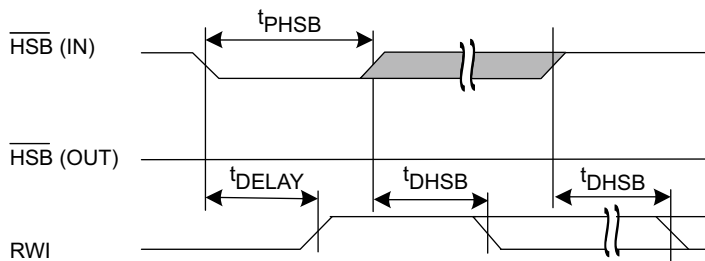 tPHSB
HSB (IN)
HSB (OUT)
tDELAY tDHSB tDHSB
RWI